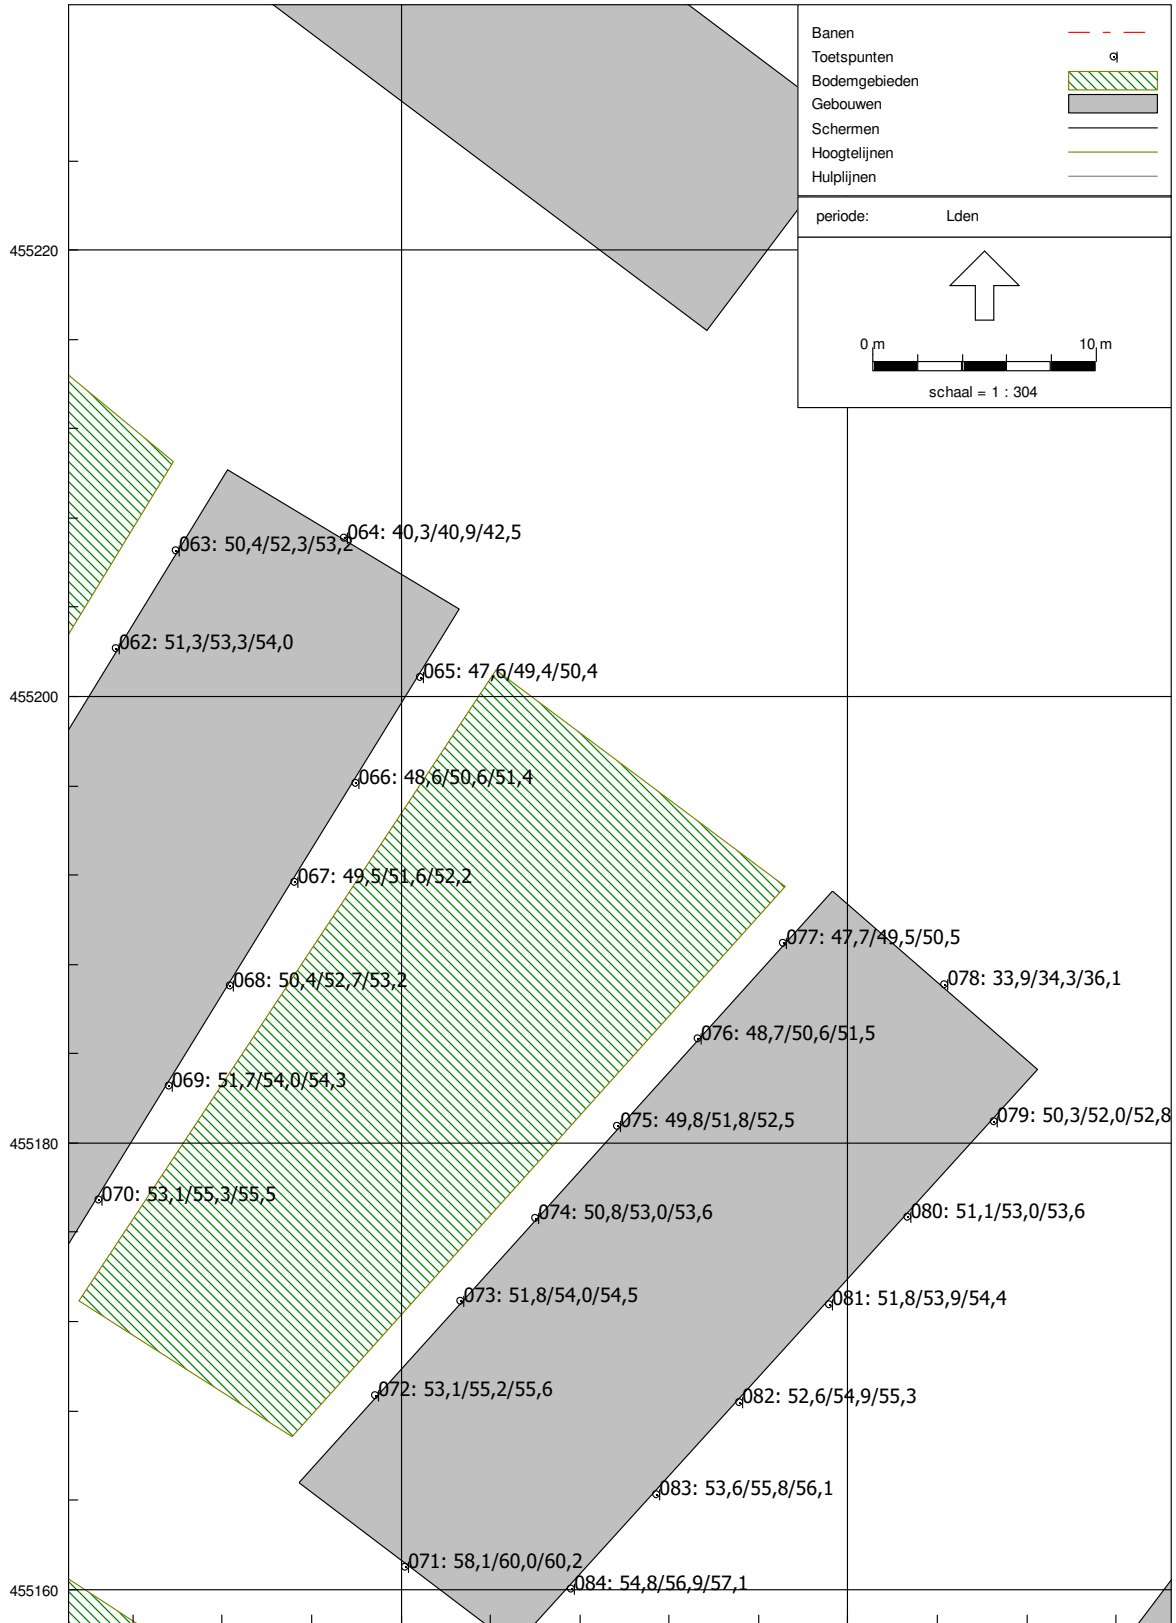 Banen
Toetspunten
Bodemgebieden
Gebouwen
Schermen
Hoogtelijnen
Hulplijnen
periode: Lden
455220
0 m 10 m
schaal = 1 : 304
064: 40,3/40,9/42,5
063: 50,4/52,3/53,2
062: 51,3/53,3/54,0
065: 47,6/49,4/50,4
455200
066: 48,6/50,6/51,4
067: 49,5/51,6/52,2
077: 47,7/49,5/50,5
068: 50,4/52,7/53,2
078: 33,9/34,3/36,1
076: 48,7/50,6/51,5
069: 51,7/54,0/54,3
079: 50,3/52,0/52,8
075: 49,8/51,8/52,5
455180
070: 53,1/55,3/55,5
080: 51,1/53,0/53,6
074: 50,8/53,0/53,6
073: 51,8/54,0/54,5
081: 51,8/53,9/54,4
072: 53,1/55,2/55,6
082: 52,6/54,9/55,3
083: 53,6/55,8/56,1
071: 58,1/60,0/60,2
084: 54,8/56,9/57,1
455160